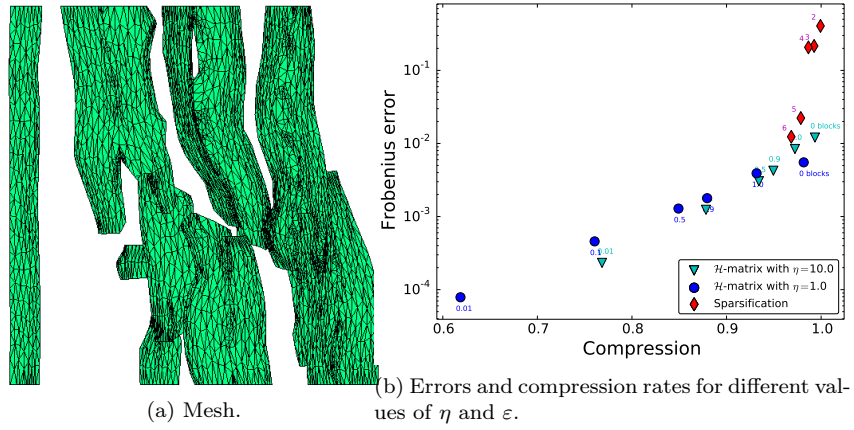 2
4
3
10^{-1}
5
6
0 blocks
10^{-2}
0.9
0 blocks
1.0
10^{-3}
0.5
0.1
0.01
10^{-4}
0.01
Frobenius error
ℋ-matrix with η=10.0
ℋ-matrix with η=1.0
Sparsification
0.6 0.7 0.8 0.9 1.0
Compression
(a) Mesh.
(b) Errors and compression rates for different val-
ues of η and ε.